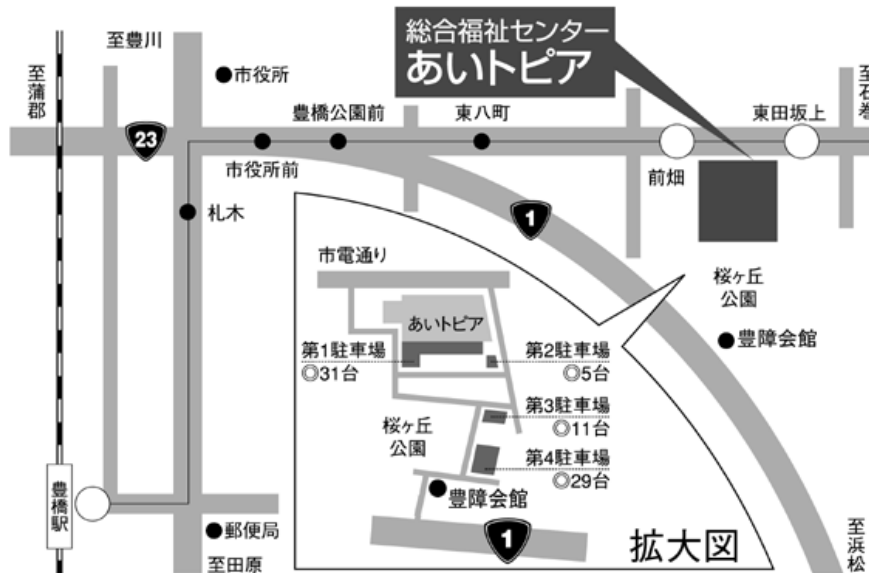 総合福祉センター
あいトピア
至豊川
至蒲郡
市役所
23
豊橋公園前
東八町
東田坂上
至石巻
市役所前
前畑
札木
1
市電通り
桜ヶ丘
公園
あいトピア
豊障会館
第1駐車場
◎31台
第2駐車場
◎5台
第3駐車場
◎11台
桜ヶ丘
公園
第4駐車場
◎29台
豊橋駅
豊障会館
郵便局
1
拡大図
至浜松
至田原